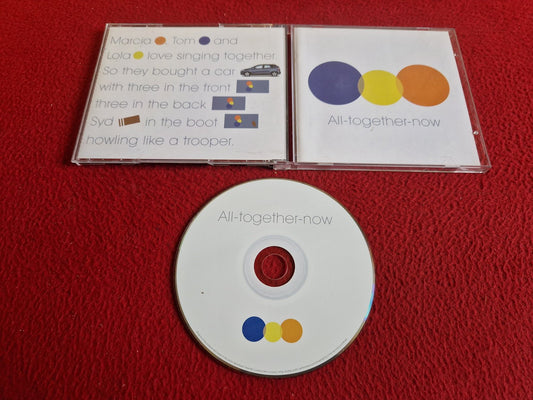 Marcia , Tom and
Lola love singing together.
So they bought a car
with three in the front
three in the back
Syd in the boot
howling like a trooper.
All-together-now
All-together-now